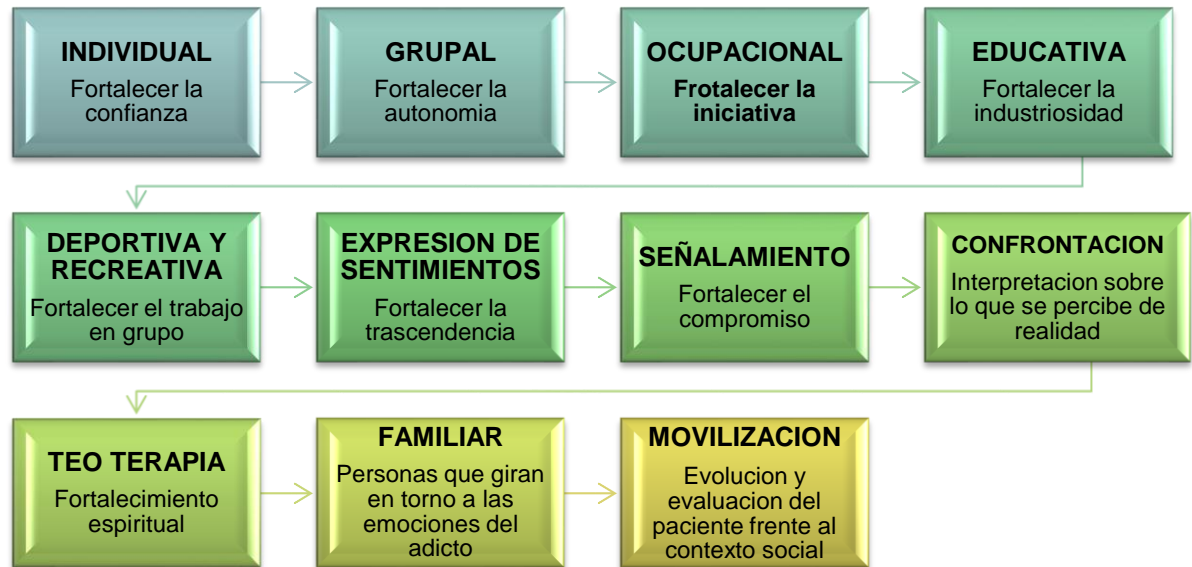 INDIVIDUAL
Fortalecer la
confianza
GRUPAL
Fortalecer la
autonomia
OCUPACIONAL
Frotalecer la
iniciativa
EDUCATIVA
Fortalecer la
industriosidad
DEPORTIVA Y
RECREATIVA
Fortalecer el trabajo
en grupo
EXPRESION DE
SENTIMIENTOS
Fortalecer la
trascendencia
SEÑALAMIENTO
Fortalecer el
compromiso
CONFRONTACION
Interpretacion sobre
lo que se percibe de
realidad
TEO TERAPIA
Fortalecimiento
espiritual
FAMILIAR
Personas que giran
en torno a las
emociones del
adicto
MOVILIZACION
Evolucion y
evaluacion del
paciente frente al
contexto social